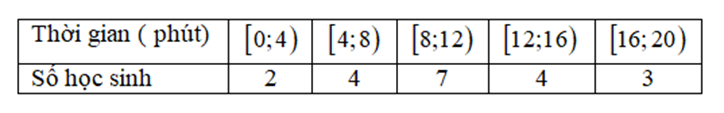 Thời gian ( phút) [0;4) [4;8) [8;12) [12;16) [16;20)
Số học sinh 2 4 7 4 3